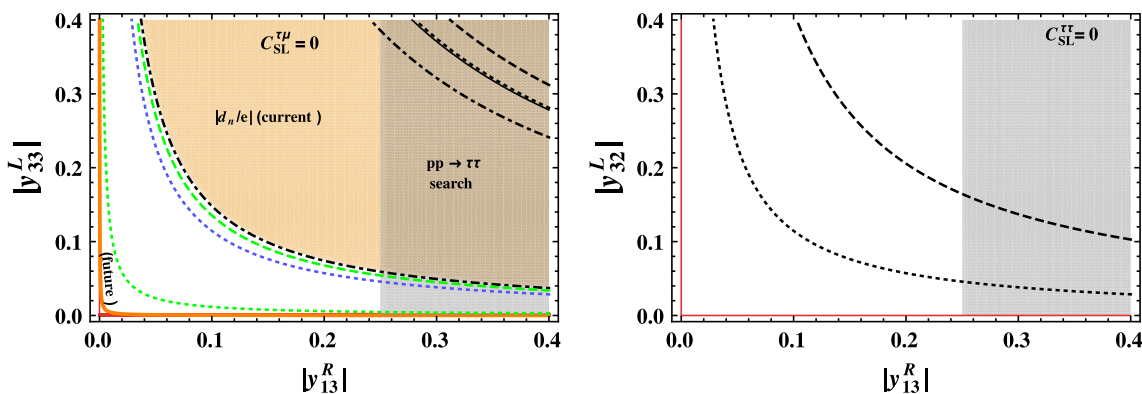 0.4
0.3
0.2
0.1
0.0
|y_33^L|
C_SL^τμ = 0
|d_n/e| (current )
pp → ττ
search
(future )
0.0 0.1 0.2 0.3 0.4
|y_13^R|
0.4
0.3
0.2
0.1
0.0
|y_32^L|
C_SL^ττ = 0
0.0 0.1 0.2 0.3 0.4
|y_13^R|